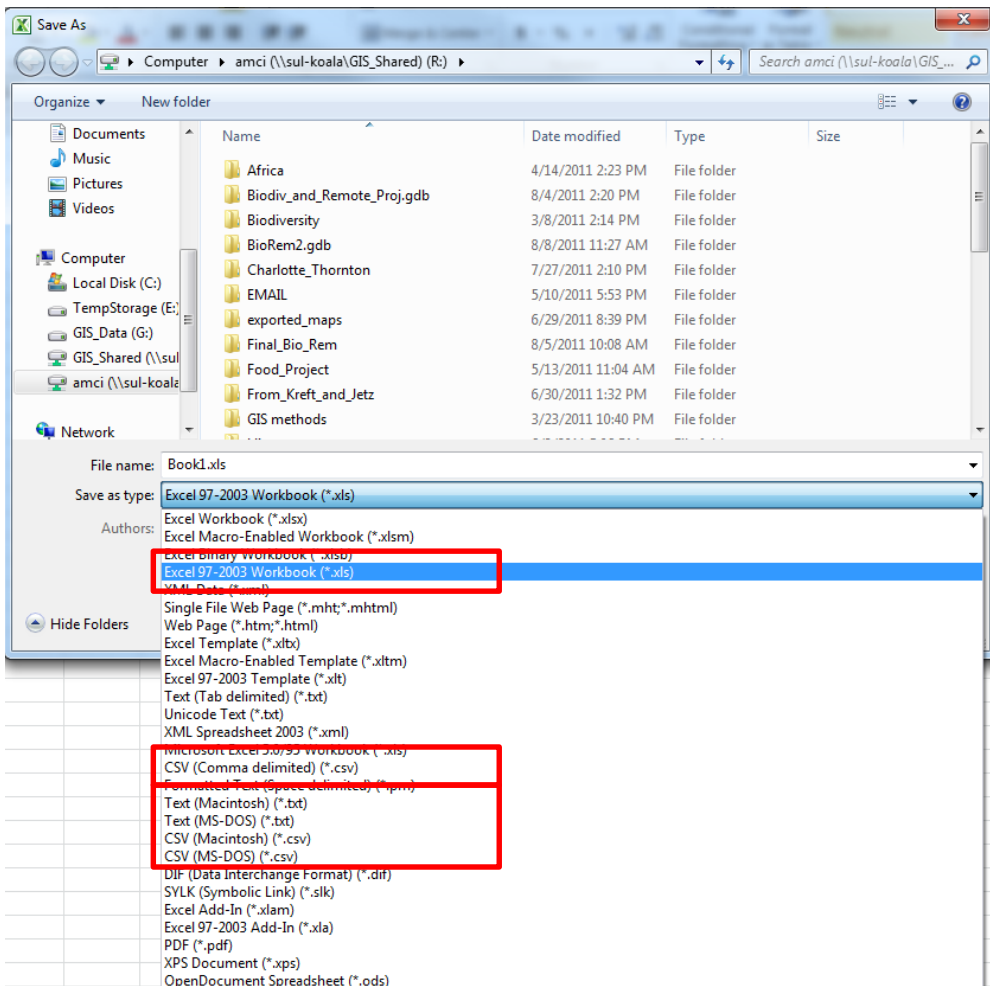 Save As
Computer amci (\\sul-koala\GIS_Shared) (R:) Search amci (\\sul-koala\GIS_...
Organize New folder
Documents
Music
Pictures
Videos
Computer
Local Disk (C:)
TempStorage (E:)
GIS_Data (G:)
GIS_Shared (\\sul
amci (\\sul-koala
Network
Name Date modified Type Size
Africa 4/14/2011 2:23 PM File folder
Biodiv_and_Remote_Proj.gdb 8/4/2011 2:20 PM File folder
Biodiversity 3/8/2011 2:14 PM File folder
BioRem2.gdb 8/8/2011 11:27 AM File folder
Charlotte_Thornton 7/27/2011 2:10 PM File folder
EMAIL 5/10/2011 5:53 PM File folder
exported_maps 6/29/2011 8:39 PM File folder
Final_Bio_Rem 8/5/2011 10:08 AM File folder
Food_Project 5/13/2011 11:04 AM File folder
From_Kreft_and_Jetz 6/30/2011 1:32 PM File folder
GIS methods 3/23/2011 10:40 PM File folder
File name: Book1.xls
Save as type: Excel 97-2003 Workbook (*.xls)
Authors:
Excel Workbook (*.xlsx)
Excel Macro-Enabled Workbook (*.xlsm)
Excel Binary Workbook (*.xlsb)
Excel 97-2003 Workbook (*.xls)
XML Data (*.xml)
Single File Web Page (*.mht;*.mhtml)
Web Page (*.htm;*.html)
Excel Template (*.xltx)
Excel Macro-Enabled Template (*.xltm)
Excel 97-2003 Template (*.xlt)
Text (Tab delimited) (*.txt)
Unicode Text (*.txt)
XML Spreadsheet 2003 (*.xml)
Microsoft Excel 5.0/95 Workbook (*.xls)
CSV (Comma delimited) (*.csv)
Formatted Text (Space delimited) (*.prn)
Text (Macintosh) (*.txt)
Text (MS-DOS) (*.txt)
CSV (Macintosh) (*.csv)
CSV (MS-DOS) (*.csv)
DIF (Data Interchange Format) (*.dif)
SYLK (Symbolic Link) (*.slk)
Excel Add-In (*.xlam)
Excel 97-2003 Add-In (*.xla)
PDF (*.pdf)
XPS Document (*.xps)
OpenDocument Spreadsheet (*.ods)
Hide Folders